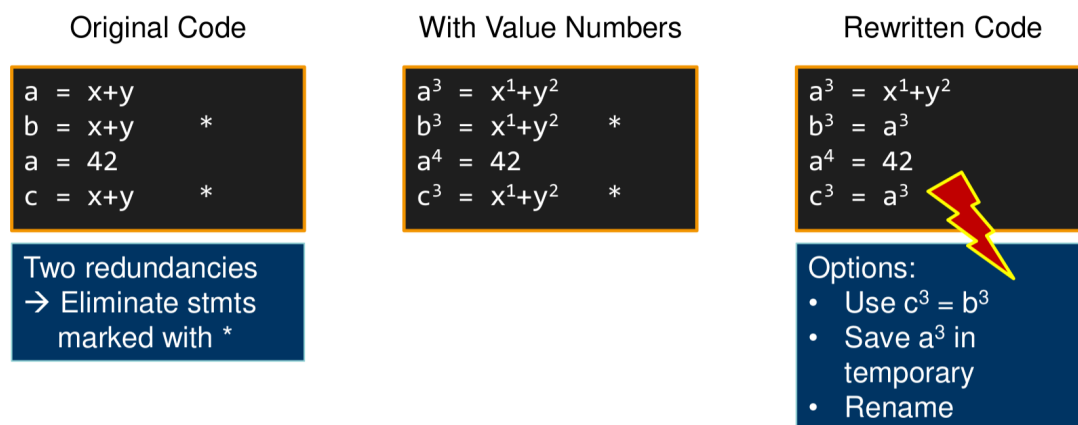 Original Code
a = x+y
b = x+y *
a = 42
c = x+y *
Two redundancies
→ Eliminate stmts
marked with *
With Value Numbers
a³ = x¹+y²
b³ = x¹+y² *
a⁴ = 42
c³ = x¹+y² *
Rewritten Code
a³ = x¹+y²
b³ = a³
a⁴ = 42
c³ = a³
Options:
• Use c³ = b³
• Save a³ in
temporary
• Rename